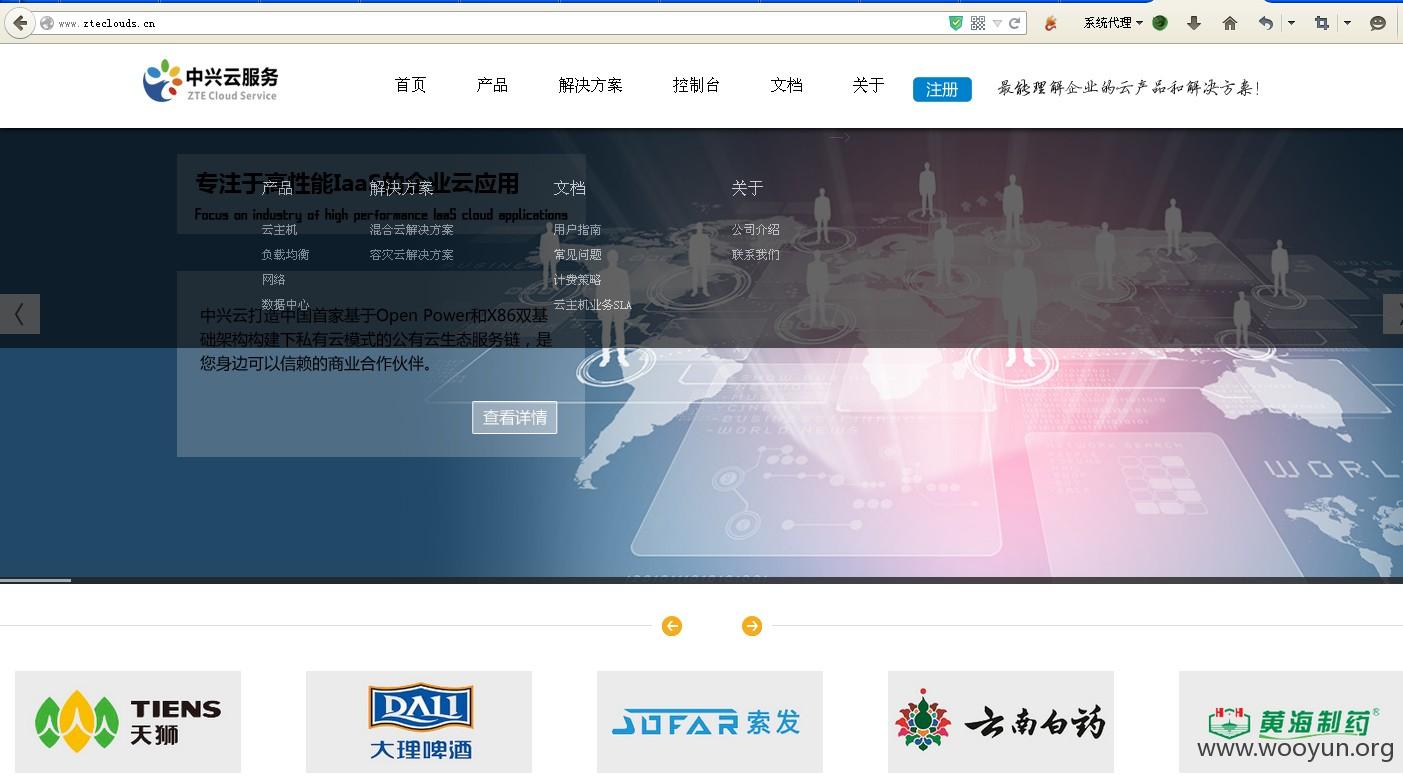 www.zteclouds.cn
系统代理
中兴云服务
ZTE Cloud Service
首页 产品 解决方案 控制台 文档 关于 注册 最能理解企业的云产品和解决方案!
专注于高性能IaaS的企业云应用
Focus on industry of high performance IaaS cloud applications
产品 解决方案 文档 关于
云主机 混合云解决方案 用户指南 公司介绍
负载均衡 容灾云解决方案 常见问题 联系我们
网络 计费策略
数据中心 云主机业务SLA
中兴云打造中国首家基于Open Power和X86双基
础架构构建下私有云模式的公有云生态服务链，是
您身边可以信赖的商业合作伙伴。
查看详情
-WORLD NEWS
NETWORK SEARCH
WORL
TIENS
天狮
DALI
大理啤酒
SOFAR 索发
云南白药
黄海制药®
www.wooyun.org